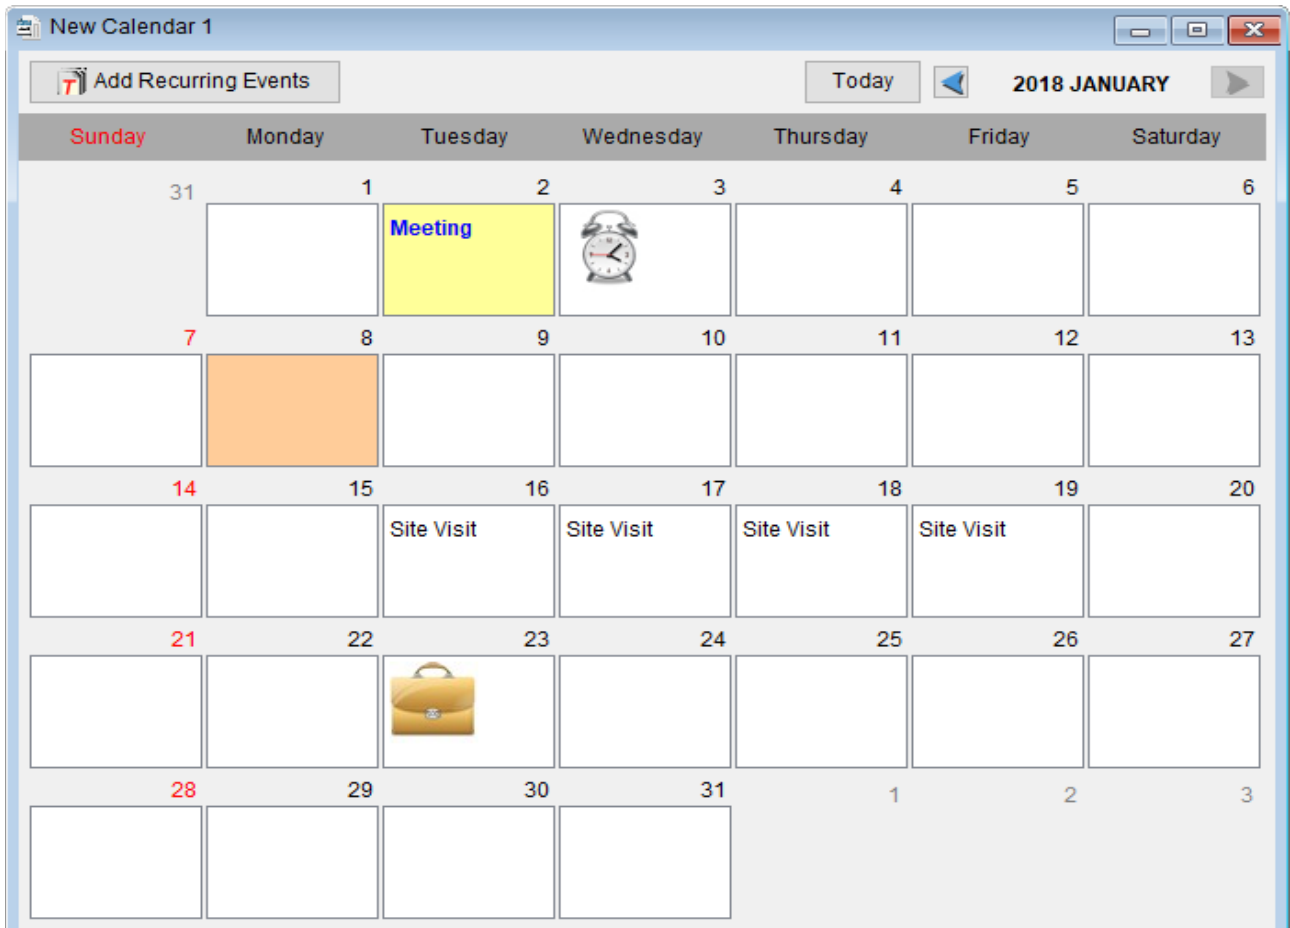 New Calendar 1
Add Recurring Events Today 2018 JANUARY
Sunday Monday Tuesday Wednesday Thursday Friday Saturday
31 1 2 3 4 5 6
Meeting
7 8 9 10 11 12 13
14 15 16 17 18 19 20
Site Visit Site Visit Site Visit Site Visit
21 22 23 24 25 26 27
28 29 30 31 1 2 3